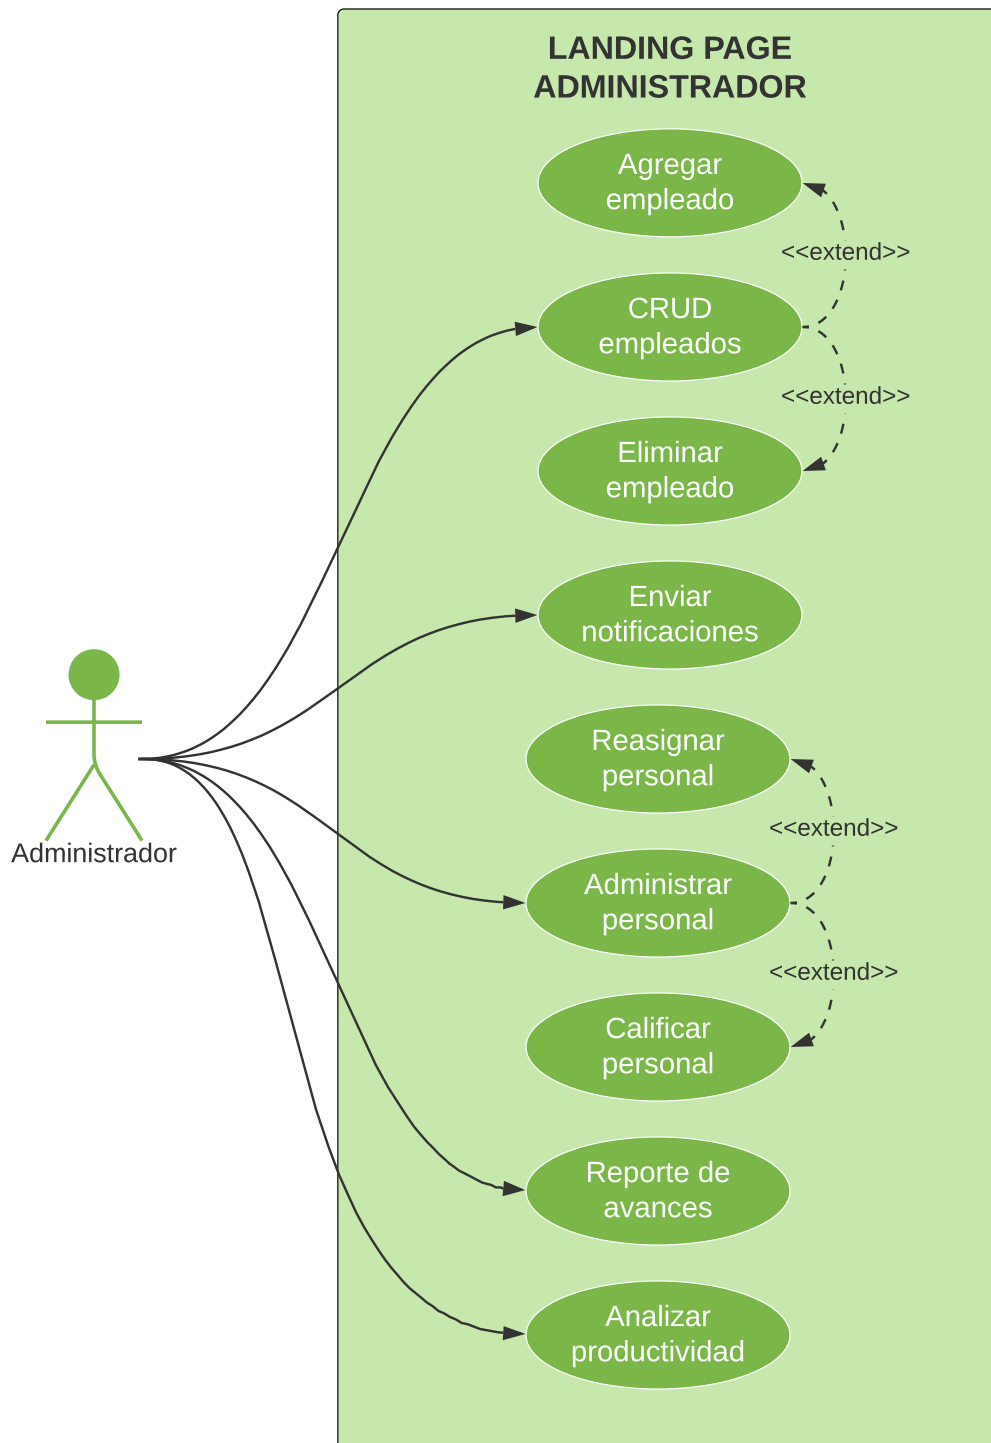 LANDING PAGE
ADMINISTRADOR
Agregar
empleado
<<extend>>
CRUD
empleados
<<extend>>
Eliminar
empleado
Enviar
notificaciones
Reasignar
personal
<<extend>>
Administrador
Administrar
personal
<<extend>>
Calificar
personal
Reporte de
avances
Analizar
productividad